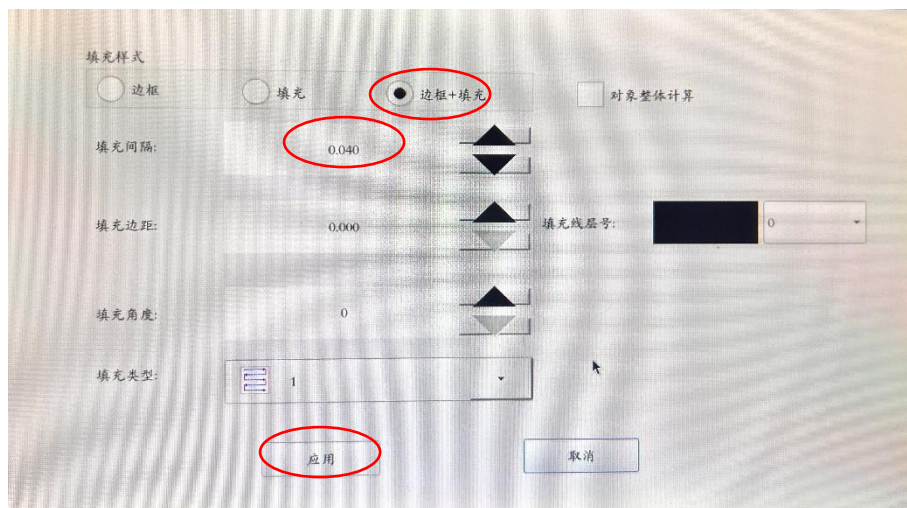 填充样式
边框 填充 边框+填充 对象整体计算
填充间隔: 0.040
填充边距: 0.000 填充线层号: 0
填充角度: 0
填充类型: 1
应用 取消